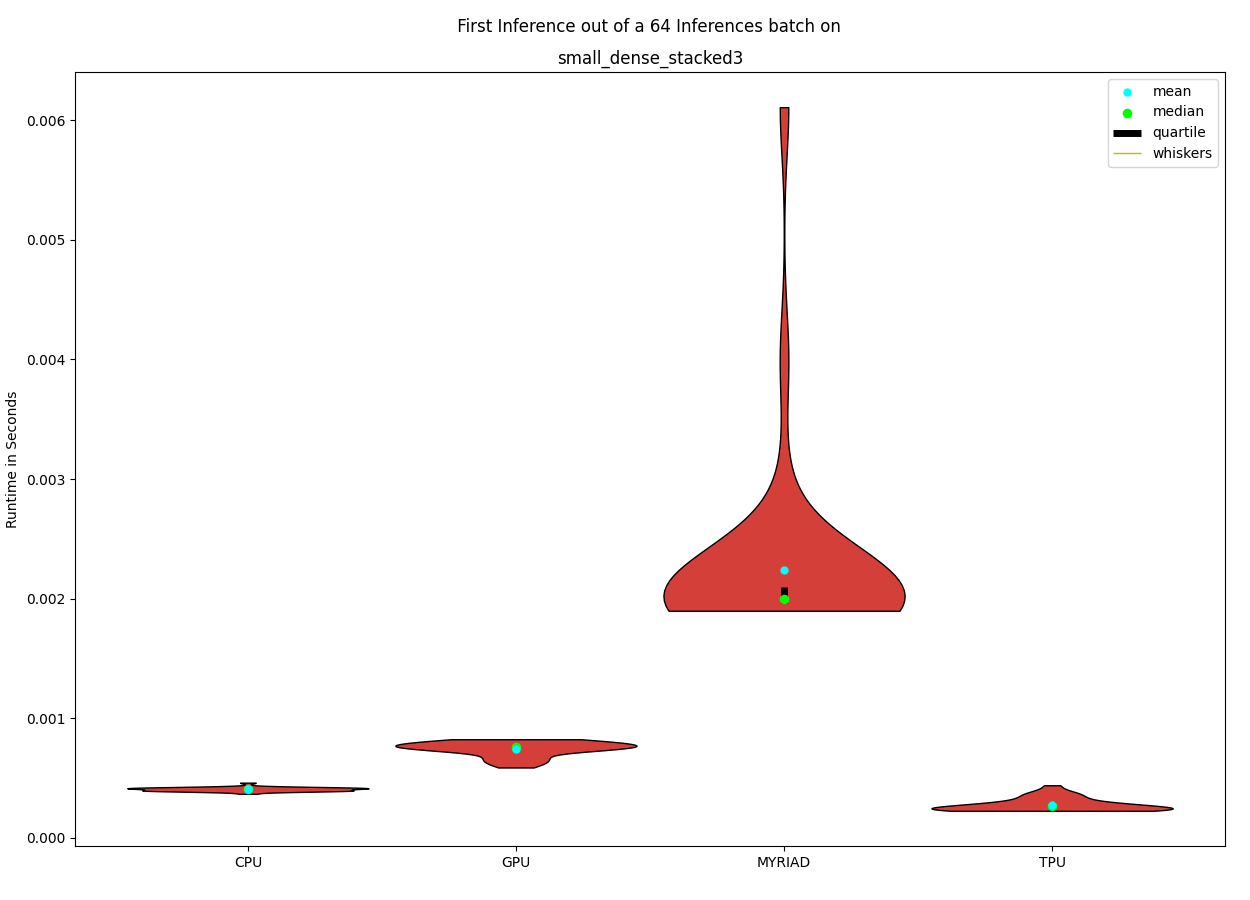 First Inference out of a 64 Inferences batch on
small_dense_stacked3
mean
median
quartile
whiskers
Runtime in Seconds
0.006
0.005
0.004
0.003
0.002
0.001
0.000
CPU GPU MYRIAD TPU